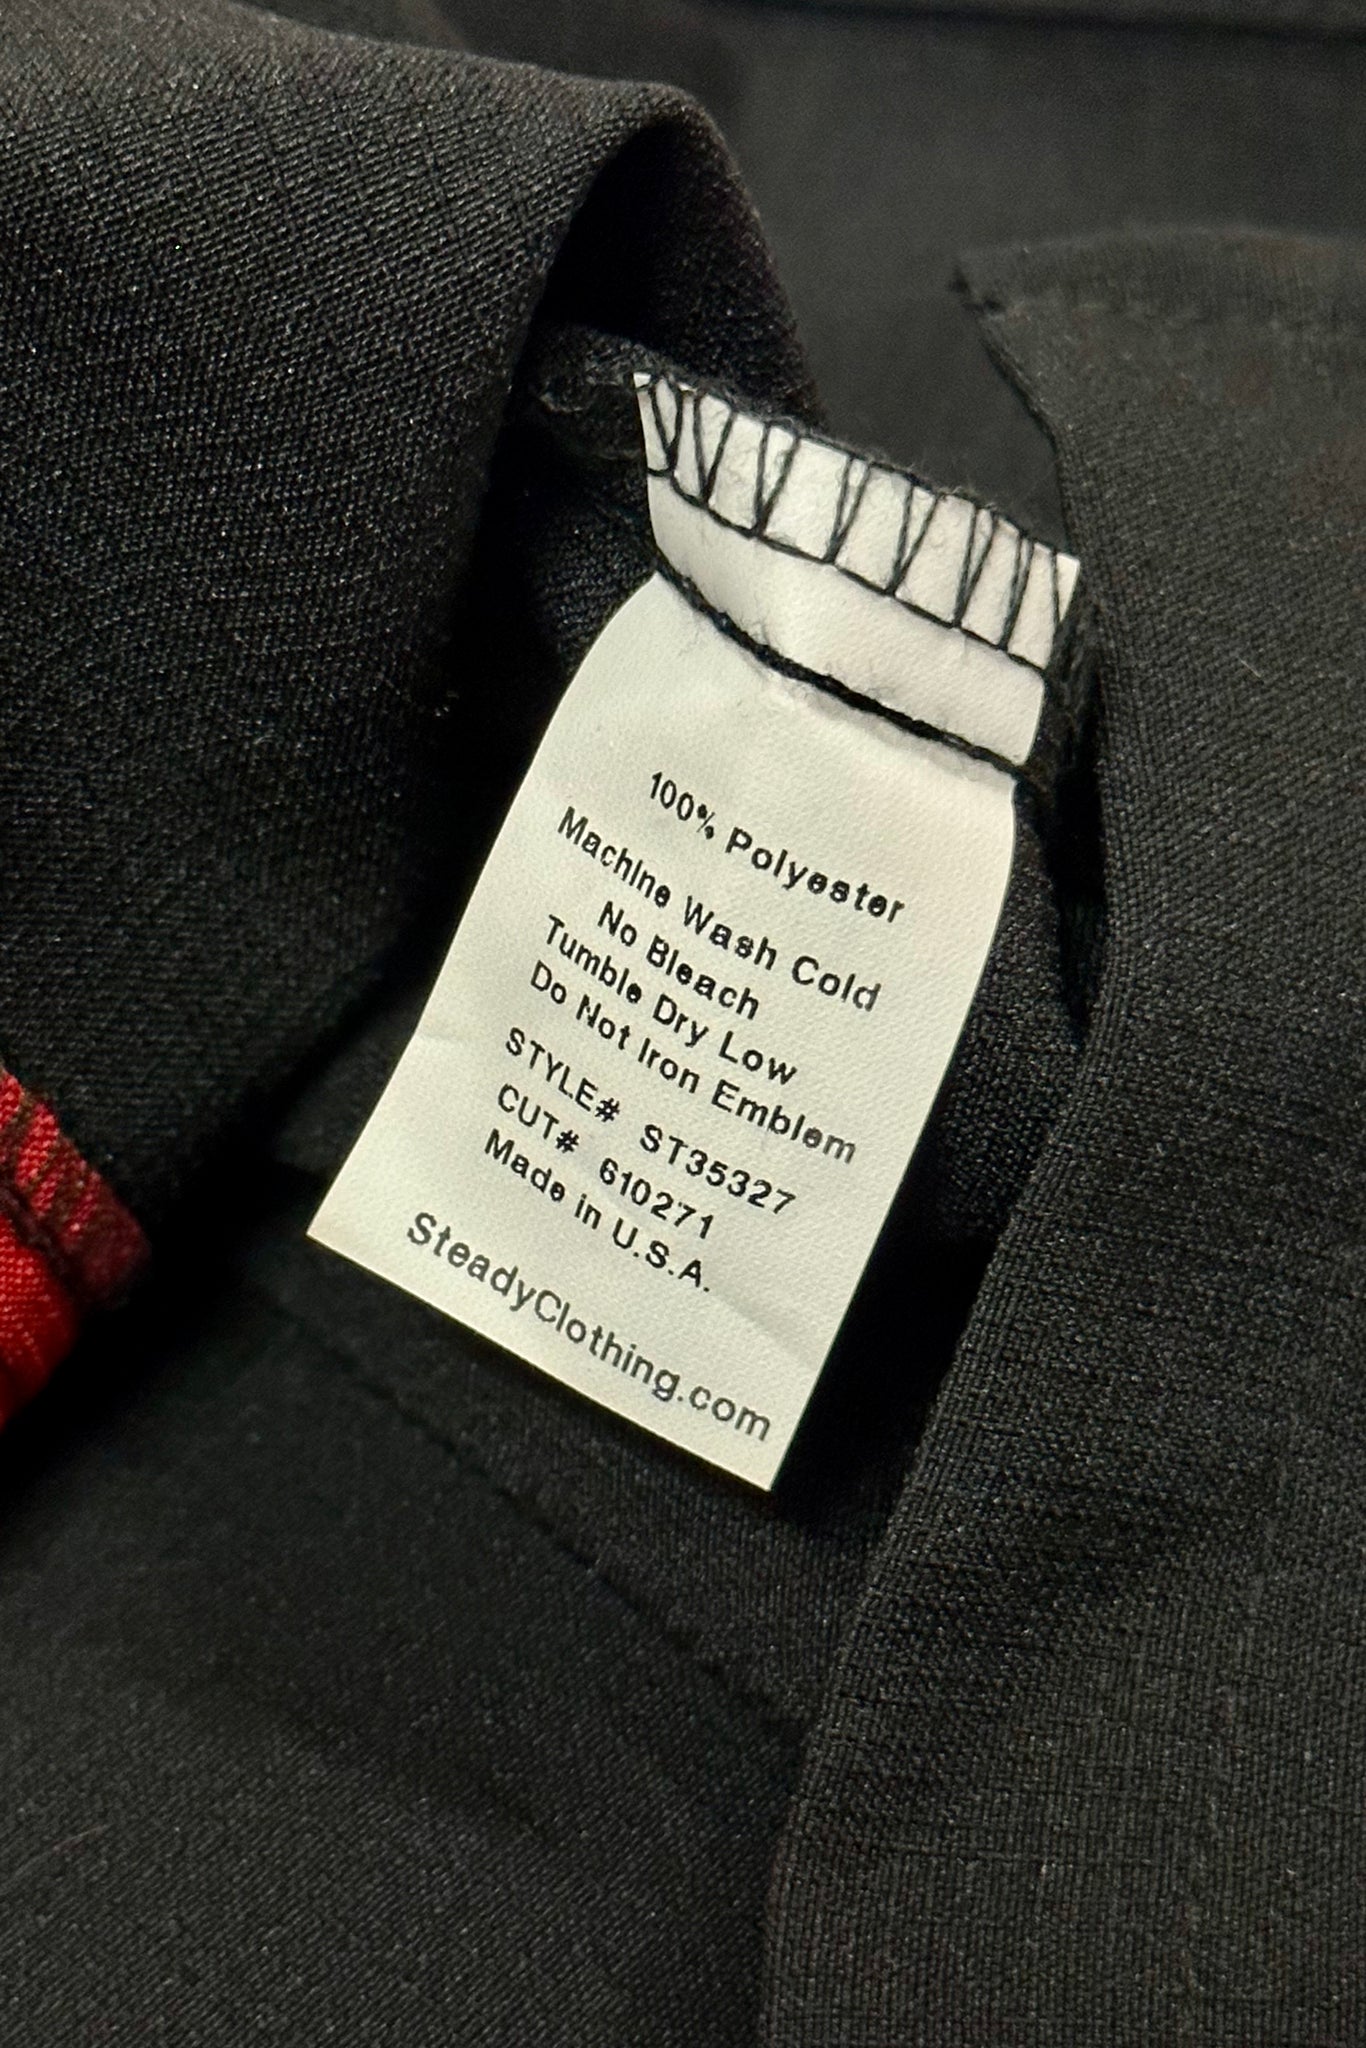 100% Polyester
Machine Wash Cold
No Bleach
Tumble Dry Low
Do Not Iron Emblem
STYLE# ST35327
CUT# 610271
Made in U.S.A.
SteadyClothing.com